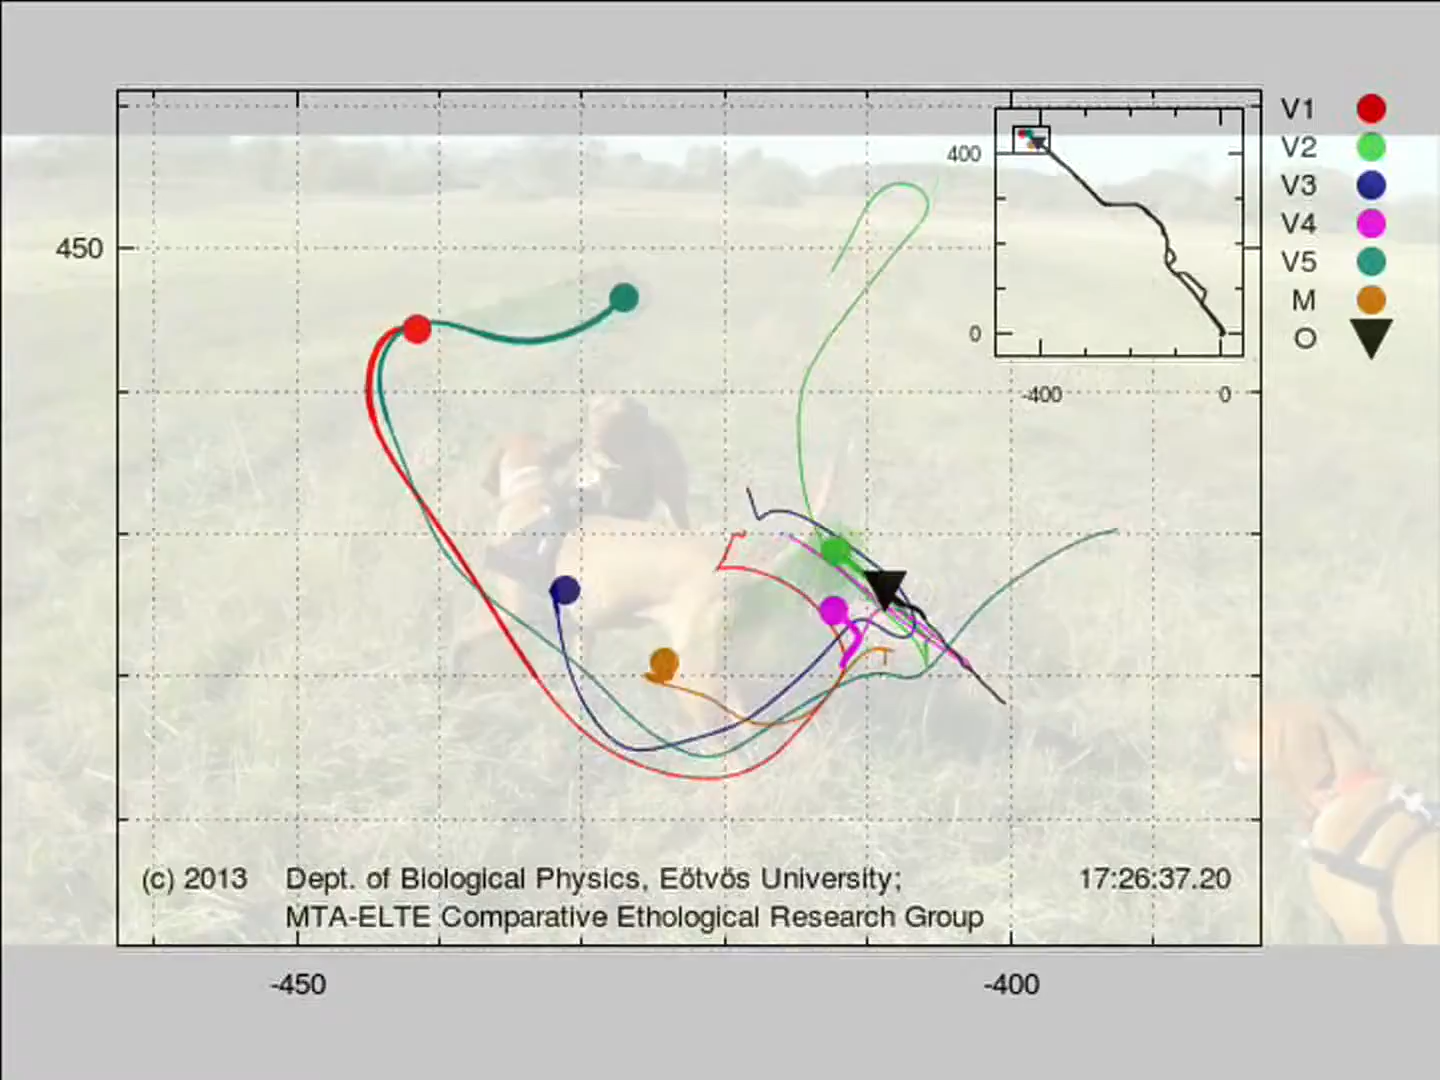 V1
V2
V3
V4
V5
M
O
400
0
-400
0
450
(c) 2013 Dept. of Biological Physics, Eötvös University;
MTA-ELTE Comparative Ethological Research Group
17:26:37.20
-450
-400